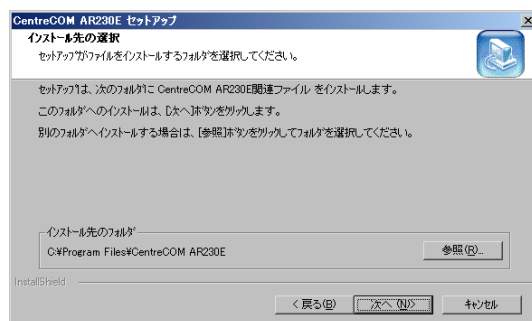 CentreCOM AR230E セットアップ
インストール先の選択
セットアップがファイルをインストールするフォルダを選択してください。
セットアップは、次のフォルダに CentreCOM AR230E関連ファイル をインストールします。
このフォルダへのインストールは、[次へ]ボタンをクリックします。
別のフォルダへインストールする場合は、[参照]ボタンをクリックしてフォルダを選択してください。
インストール先のフォルダ
C:¥Program Files¥CentreCOM AR230E
参照(R)...
InstallShield
< 戻る(B)
次へ (N)>
キャンセル